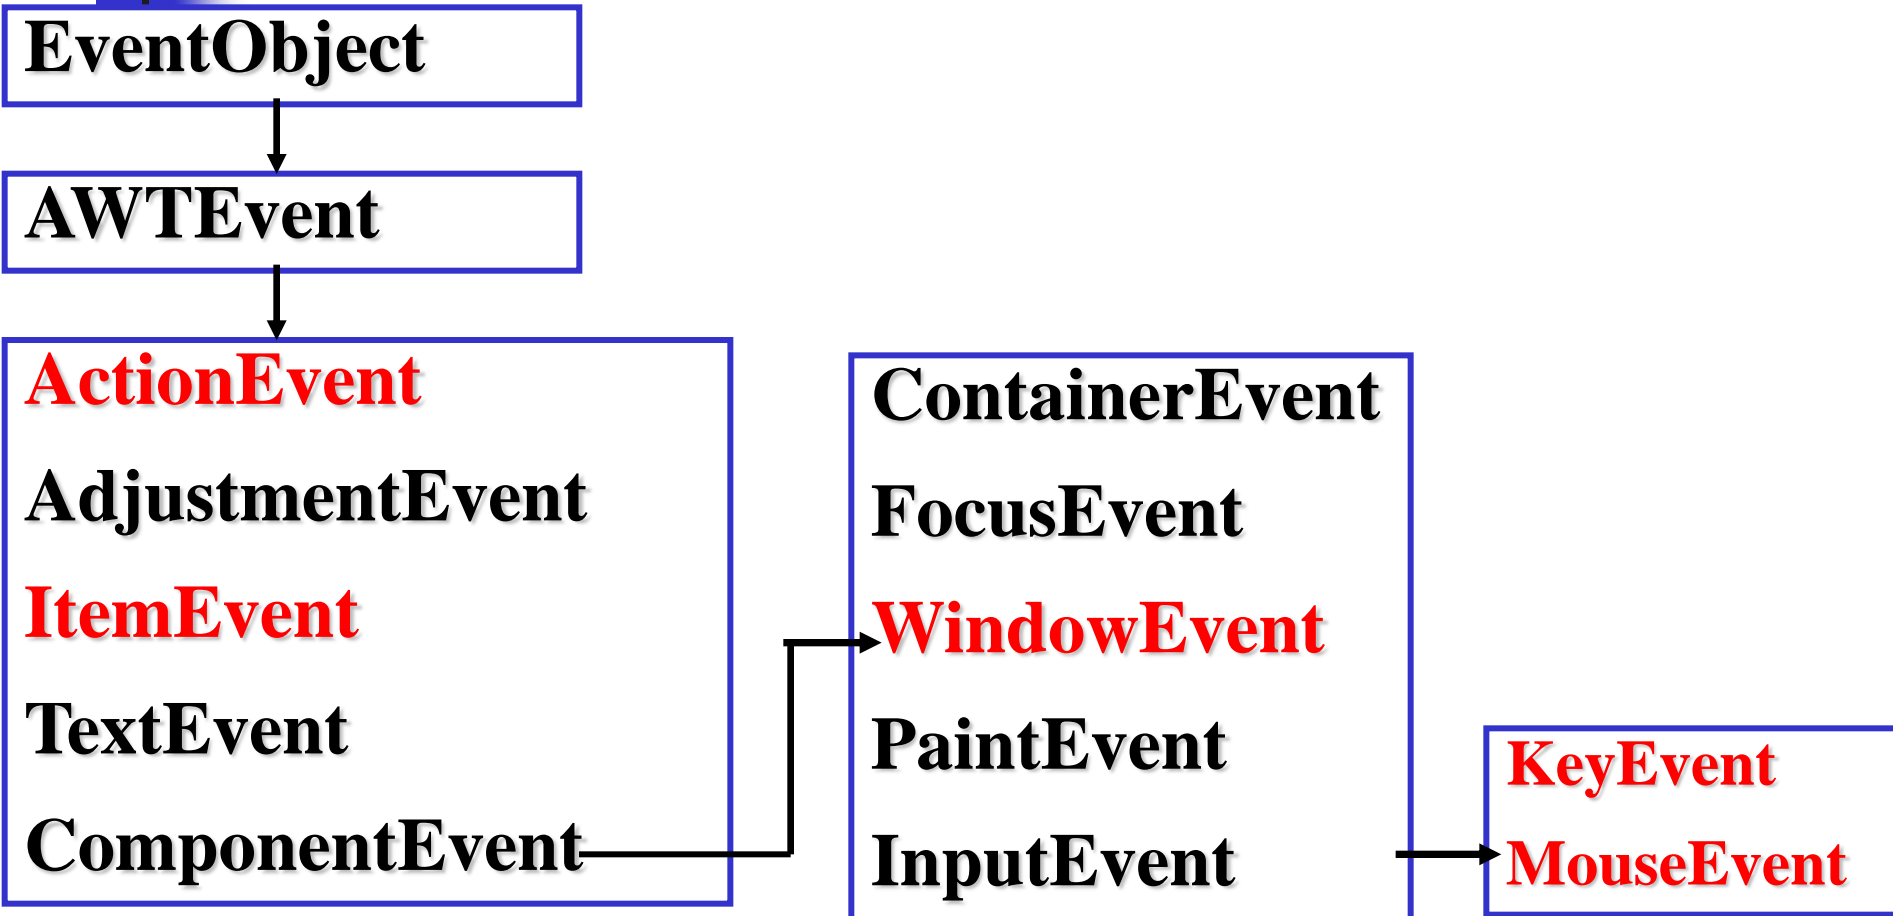 EventObject
AWTEvent
ActionEvent
AdjustmentEvent
ItemEvent
TextEvent
ComponentEvent
ContainerEvent
FocusEvent
WindowEvent
PaintEvent
InputEvent
KeyEvent
MouseEvent